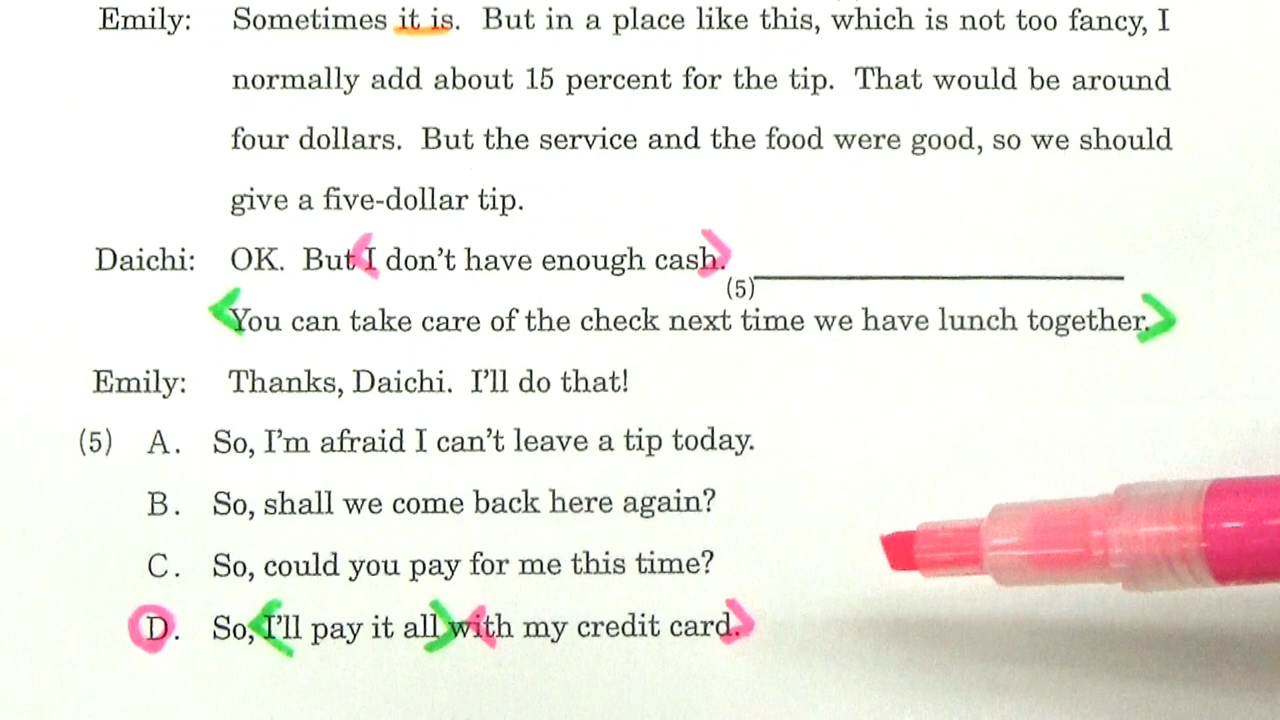 Emily: Sometimes it is. But in a place like this, which is not too fancy, I
normally add about 15 percent for the tip. That would be around
four dollars. But the service and the food were good, so we should
give a five-dollar tip.
Daichi: OK. But I don't have enough cash. (5)____________________
You can take care of the check next time we have lunch together.
Emily: Thanks, Daichi. I'll do that!
(5) A. So, I'm afraid I can't leave a tip today.
B. So, shall we come back here again?
C. So, could you pay for me this time?
D. So, I'll pay it all with my credit card.